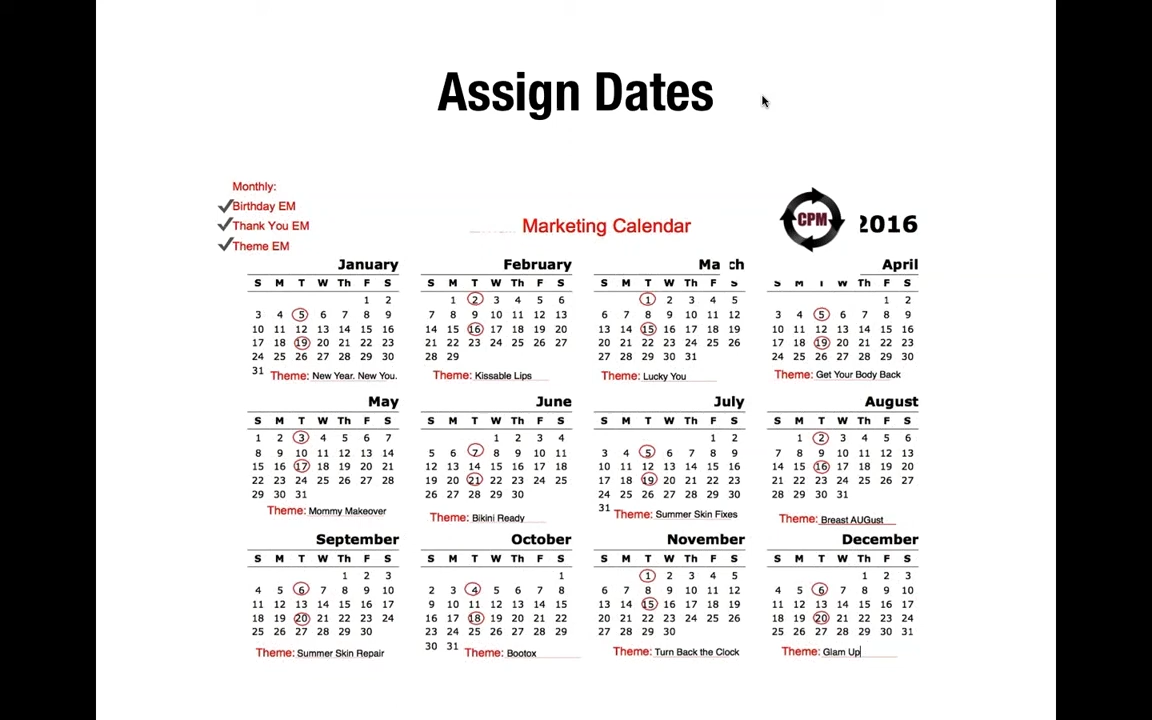 Assign Dates
Monthly:
Birthday EM
Thank You EM
Theme EM
Marketing Calendar
CPM
2016
January
S M T W Th F S
1 2
3 4 5 6 7 8 9
10 11 12 13 14 15 16
17 18 19 20 21 22 23
24 25 26 27 28 29 30
31
Theme: New Year. New You.
February
S M T W Th F S
1 2 3 4 5 6
7 8 9 10 11 12 13
14 15 16 17 18 19 20
21 22 23 24 25 26 27
28 29
Theme: Kissable Lips
Ma ch
S M T W Th F S
1 2 3 4 5
6 7 8 9 10 11 12
13 14 15 16 17 18 19
20 21 22 23 24 25 26
27 28 29 30 31
Theme: Lucky You
April
S M T W Th F S
1 2
3 4 5 6 7 8 9
10 11 12 13 14 15 16
17 18 19 20 21 22 23
24 25 26 27 28 29 30
Theme: Get Your Body Back
May
S M T W Th F S
1 2 3 4 5 6 7
8 9 10 11 12 13 14
15 16 17 18 19 20 21
22 23 24 25 26 27 28
29 30 31
Theme: Mommy Makeover
June
S M T W Th F S
1 2 3 4
5 6 7 8 9 10 11
12 13 14 15 16 17 18
19 20 21 22 23 24 25
26 27 28 29 30
Theme: Bikini Ready
July
S M T W Th F S
1 2
3 4 5 6 7 8 9
10 11 12 13 14 15 16
17 18 19 20 21 22 23
24 25 26 27 28 29 30
31
Theme: Summer Skin Fixes
August
S M T W Th F S
1 2 3 4 5 6
7 8 9 10 11 12 13
14 15 16 17 18 19 20
21 22 23 24 25 26 27
28 29 30 31
Theme: Breast AUGust
September
S M T W Th F S
1 2 3
4 5 6 7 8 9 10
11 12 13 14 15 16 17
18 19 20 21 22 23 24
25 26 27 28 29 30
Theme: Summer Skin Repair
October
S M T W Th F S
1
2 3 4 5 6 7 8
9 10 11 12 13 14 15
16 17 18 19 20 21 22
23 24 25 26 27 28 29
30 31
Theme: Bootox
November
S M T W Th F S
1 2 3 4 5
6 7 8 9 10 11 12
13 14 15 16 17 18 19
20 21 22 23 24 25 26
27 28 29 30
Theme: Turn Back the Clock
December
S M T W Th F S
1 2 3
4 5 6 7 8 9 10
11 12 13 14 15 16 17
18 19 20 21 22 23 24
25 26 27 28 29 30 31
Theme: Glam Up